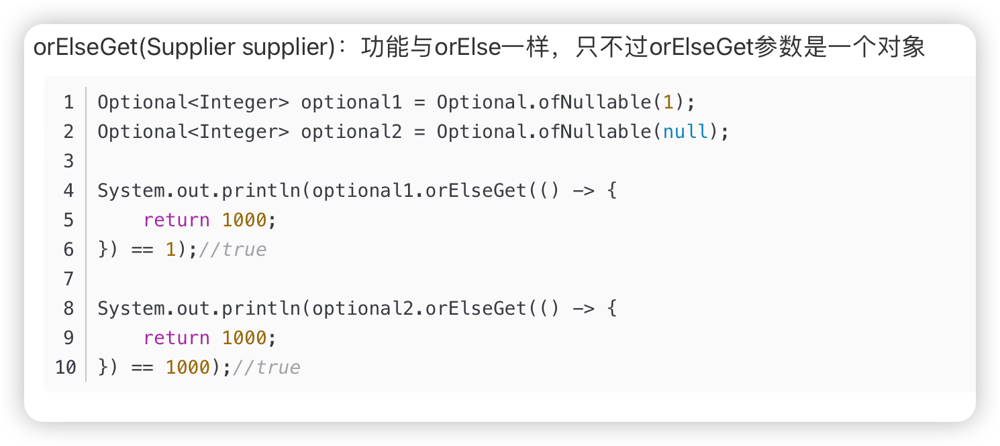 orElseGet(Supplier supplier)：功能与orElse一样，只不过orElseGet参数是一个对象
1 Optional<Integer> optional1 = Optional.ofNullable(1);
2 Optional<Integer> optional2 = Optional.ofNullable(null);
3
4 System.out.println(optional1.orElseGet(() -> {
5     return 1000;
6 }) == 1);//true
7
8 System.out.println(optional2.orElseGet(() -> {
9     return 1000;
10 }) == 1000);//true